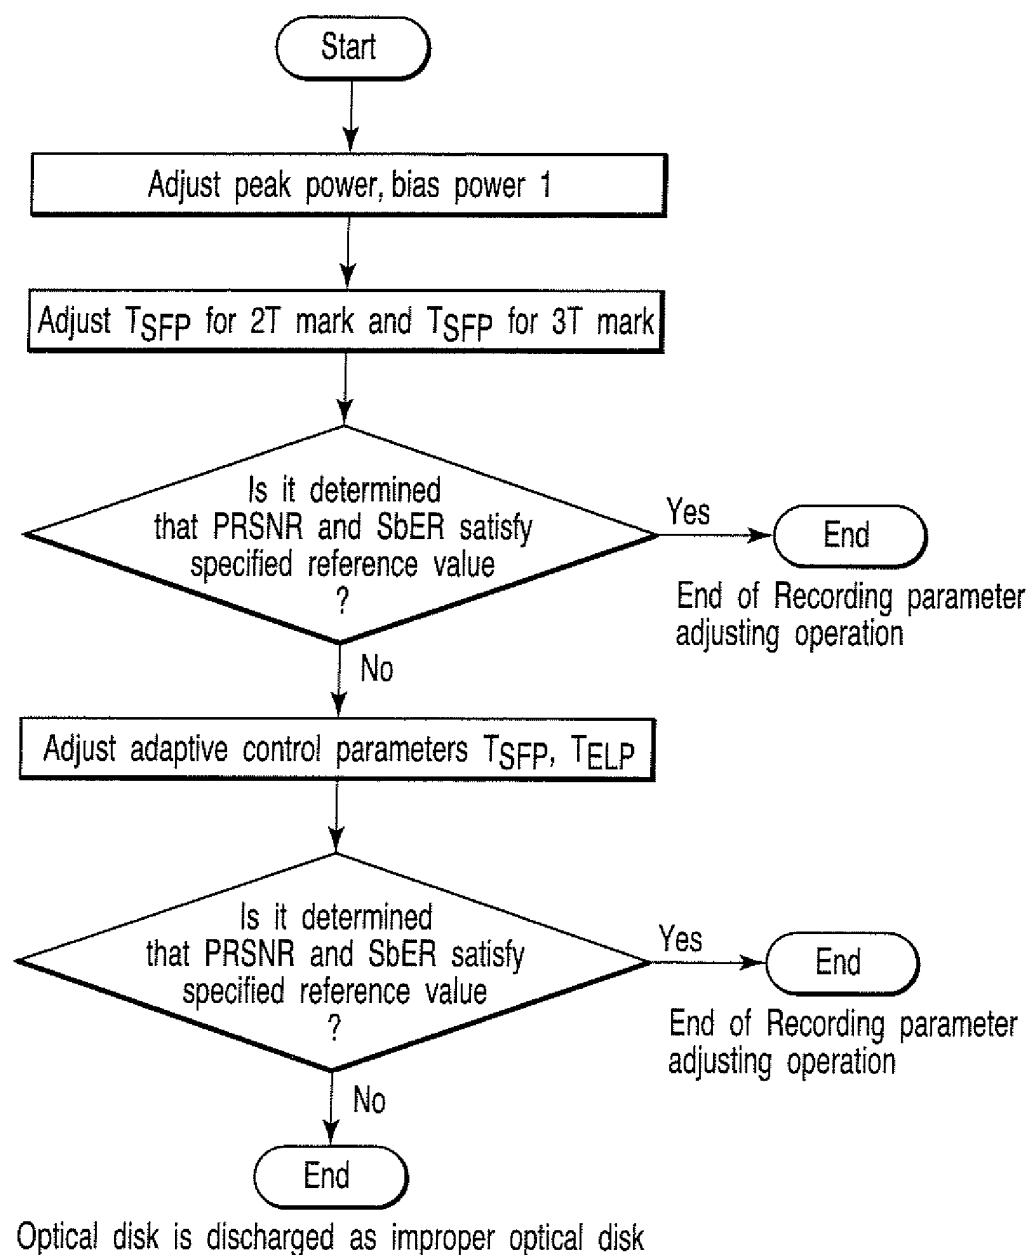 Start
Adjust peak power, bias power 1
Adjust TSFP for 2T mark and TSFP for 3T mark
Is it determined
that PRSNR and SbER satisfy
specified reference value
?
Yes
End
End of Recording parameter
adjusting operation
No
Adjust adaptive control parameters TSFP, TELP
Is it determined
that PRSNR and SbER satisfy
specified reference value
?
Yes
End
End of Recording parameter
adjusting operation
No
End
Optical disk is discharged as improper optical disk